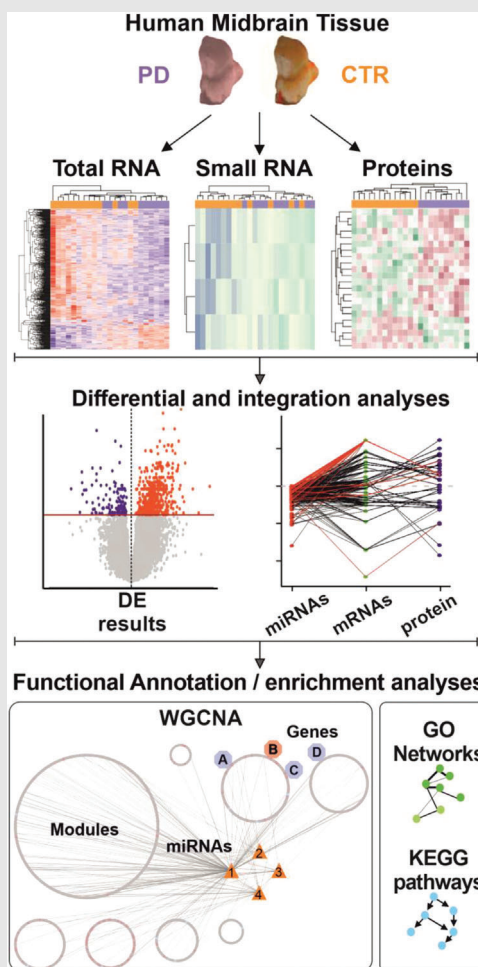 Human Midbrain Tissue
PD
CTR
Total RNA
Small RNA
Proteins
Differential and integration analyses
DE
results
miRNAs
mRNAs
protein
Functional Annotation / enrichment analyses
WGCNA
Genes
A
B
C
D
Modules
miRNAs
1
2
3
4
GO
Networks
KEGG
pathways